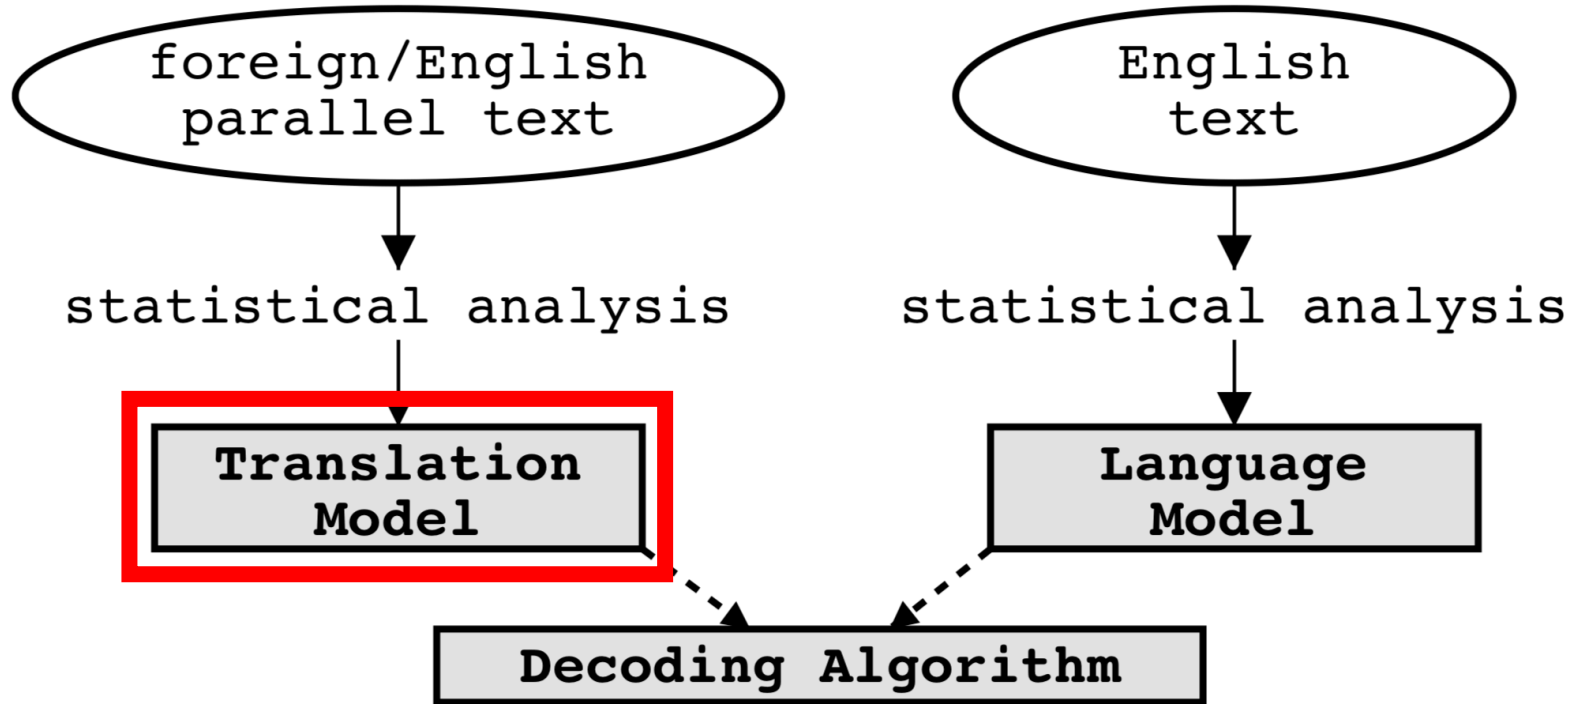 foreign/English
parallel text
English
text
statistical analysis
statistical analysis
Translation
Model
Language
Model
Decoding Algorithm